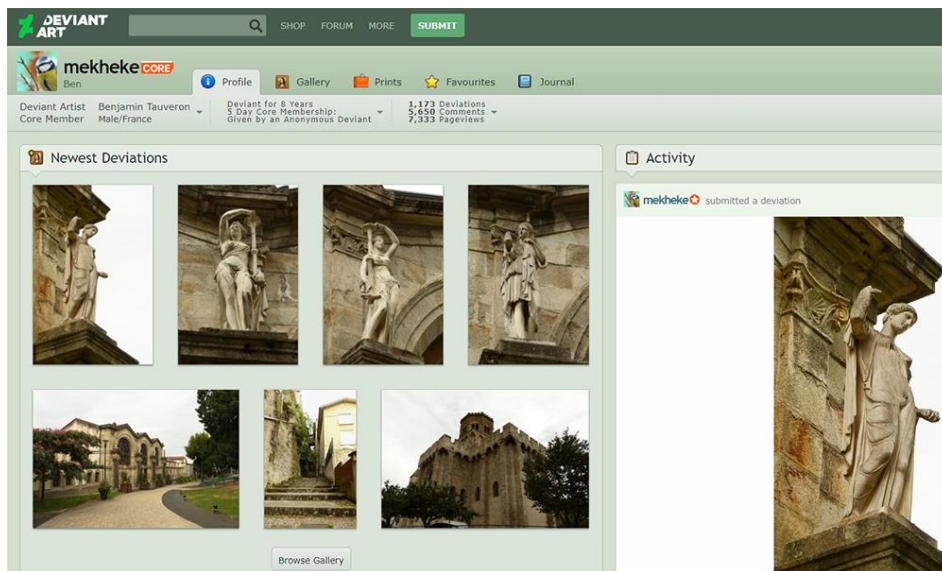 DEVIANT
ART
SHOP FORUM MORE SUBMIT
mekheke CORE
Ben
Profile Gallery Prints Favourites Journal
Deviant Artist
Core Member
Benjamin Tauveron
Male/France
Deviant for 8 Years
5 Day Core Membership:
Given by an Anonymous Deviant
1,173 Deviations
5,650 Comments
7,333 Pageviews
Newest Deviations
Browse Gallery
Activity
mekheke submitted a deviation